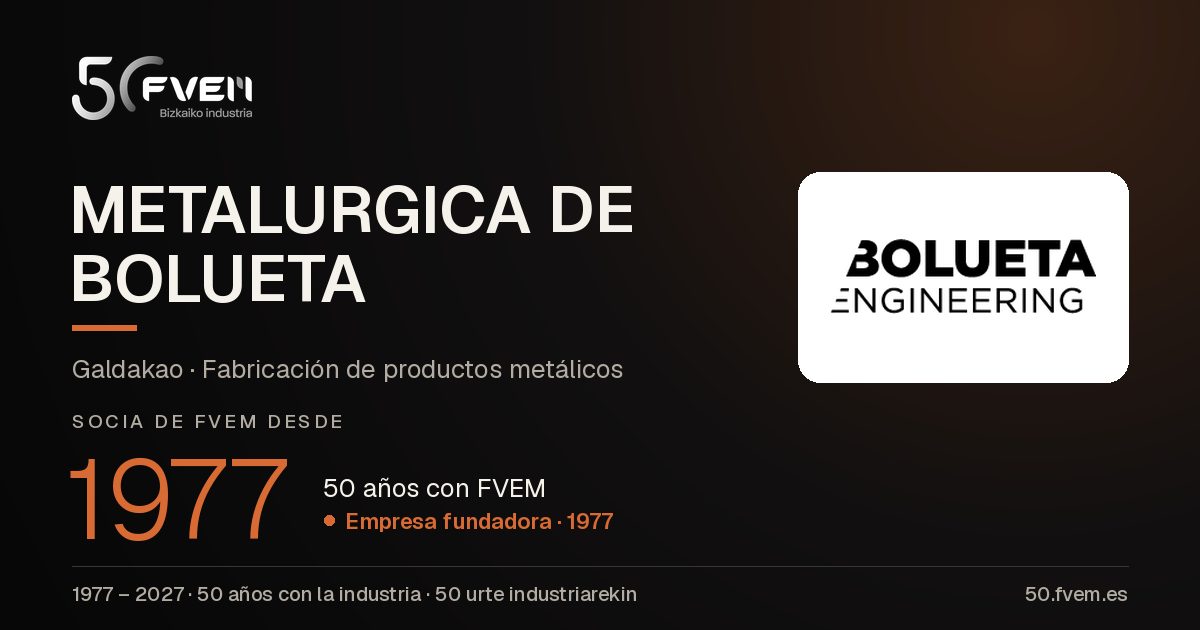 50 FVEM
Bizkaiko industria
METALURGICA DE
BOLUETA
BOLUETA
ENGINEERING
Galdakao · Fabricación de productos metálicos
SOCIA DE FVEM DESDE
1977
50 años con FVEM
Empresa fundadora · 1977
1977 – 2027 · 50 años con la industria · 50 urte industriarekin
50.fvem.es